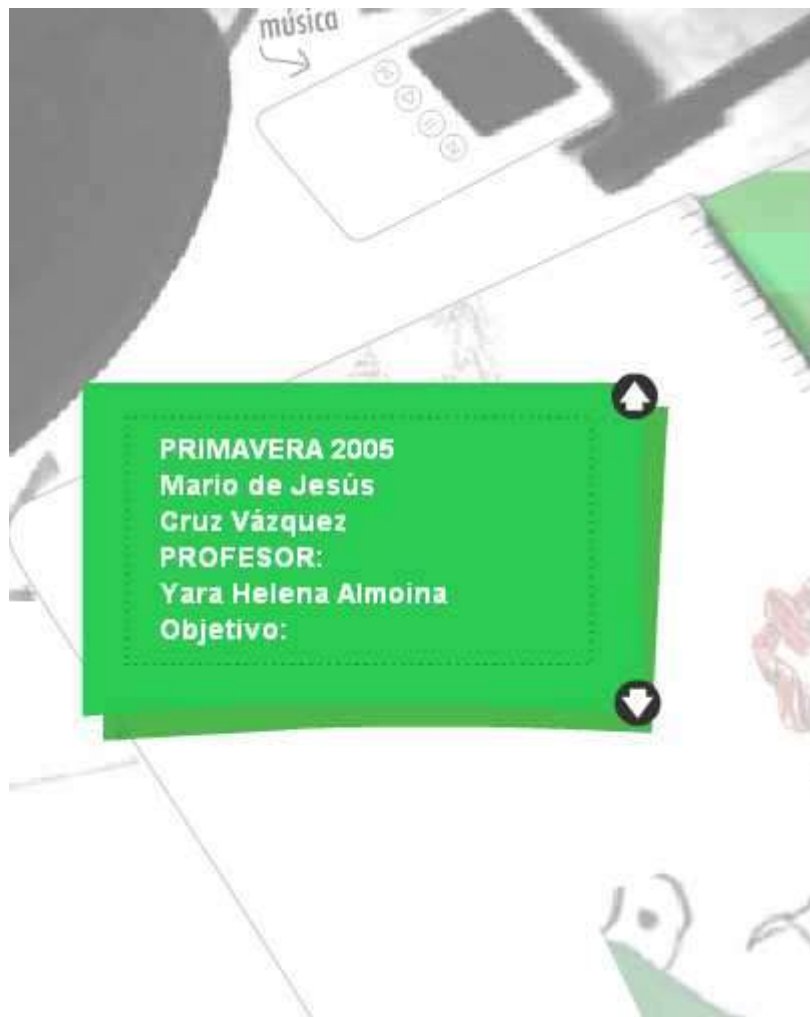 música
PRIMAVERA 2005
Mario de Jesús
Cruz Vázquez
PROFESOR:
Yara Helena Almoina
Objetivo: